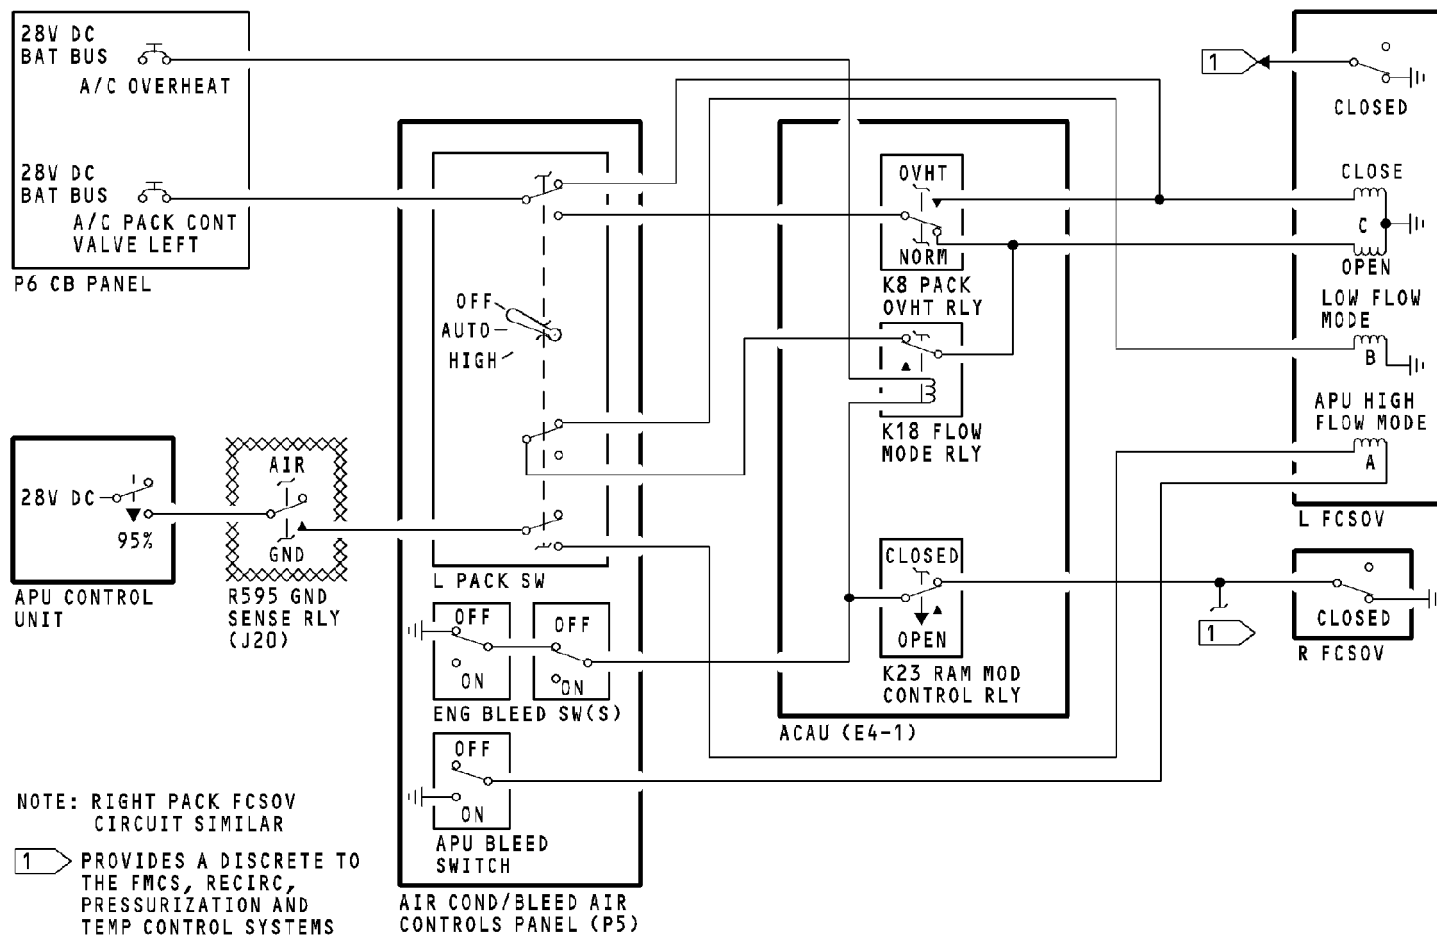 28V DC
BAT BUS
A/C OVERHEAT
28V DC
BAT BUS
A/C PACK CONT
VALVE LEFT
P6 CB PANEL
OFF
AUTO
HIGH
L PACK SW
28V DC
95%
APU CONTROL
UNIT
AIR
GND
R595 GND
SENSE RLY
(J20)
OFF
ON
OFF
ON
ENG BLEED SW(S)
OFF
ON
APU BLEED
SWITCH
AIR COND/BLEED AIR
CONTROLS PANEL (P5)
OVHT
NORM
K8 PACK
OVHT RLY
K18 FLOW
MODE RLY
CLOSED
OPEN
K23 RAM MOD
CONTROL RLY
ACAU (E4-1)
1
CLOSED
CLOSE
C
OPEN
LOW FLOW
MODE
B
APU HIGH
FLOW MODE
A
L FCSOV
CLOSED
R FCSOV
1
NOTE: RIGHT PACK FCSOV
CIRCUIT SIMILAR
1 PROVIDES A DISCRETE TO
THE FMCS, RECIRC,
PRESSURIZATION AND
TEMP CONTROL SYSTEMS